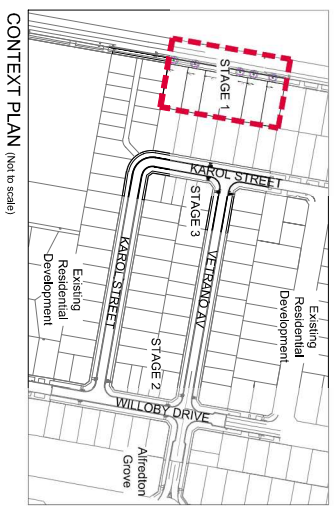 STAGE 1
KAROL STREET
STAGE 3
VETRANO AV
KAROL STREET
STAGE 2
WILLOBY DRIVE
Existing
Residential
Development
Existing
Residential
Development
Alfredton
Grove
CONTEXT PLAN (Not to scale)